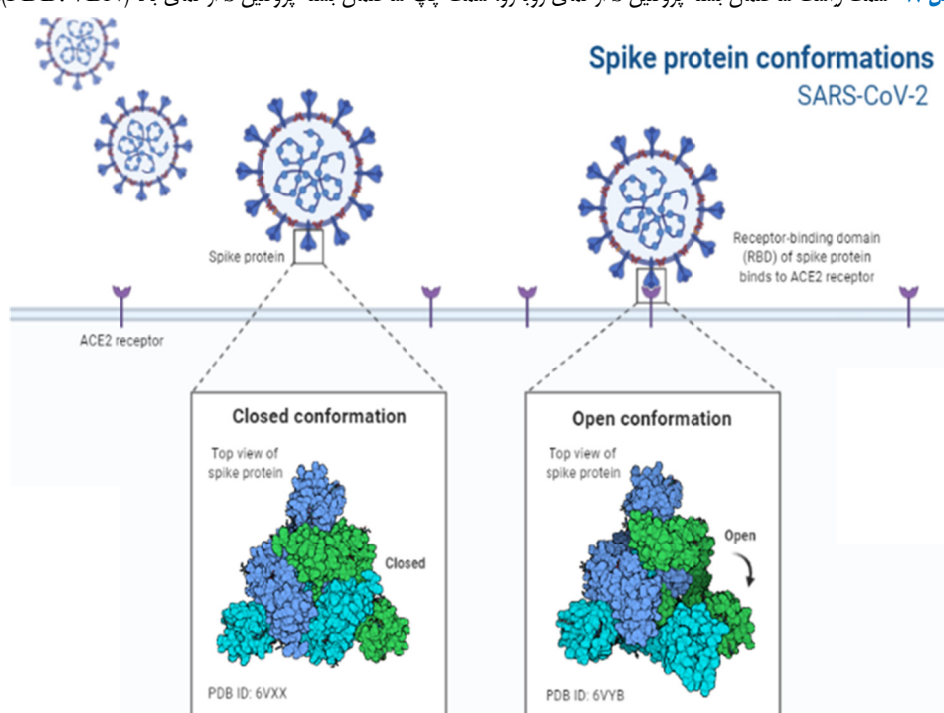 Spike protein conformations
SARS-CoV-2
Spike protein
Receptor-binding domain
(RBD) of spike protein
binds to ACE2 receptor
ACE2 receptor
Closed conformation
Top view of
spike protein
Closed
PDB ID: 6VXX
Open conformation
Top view of
spike protein
Open
PDB ID: 6VYB